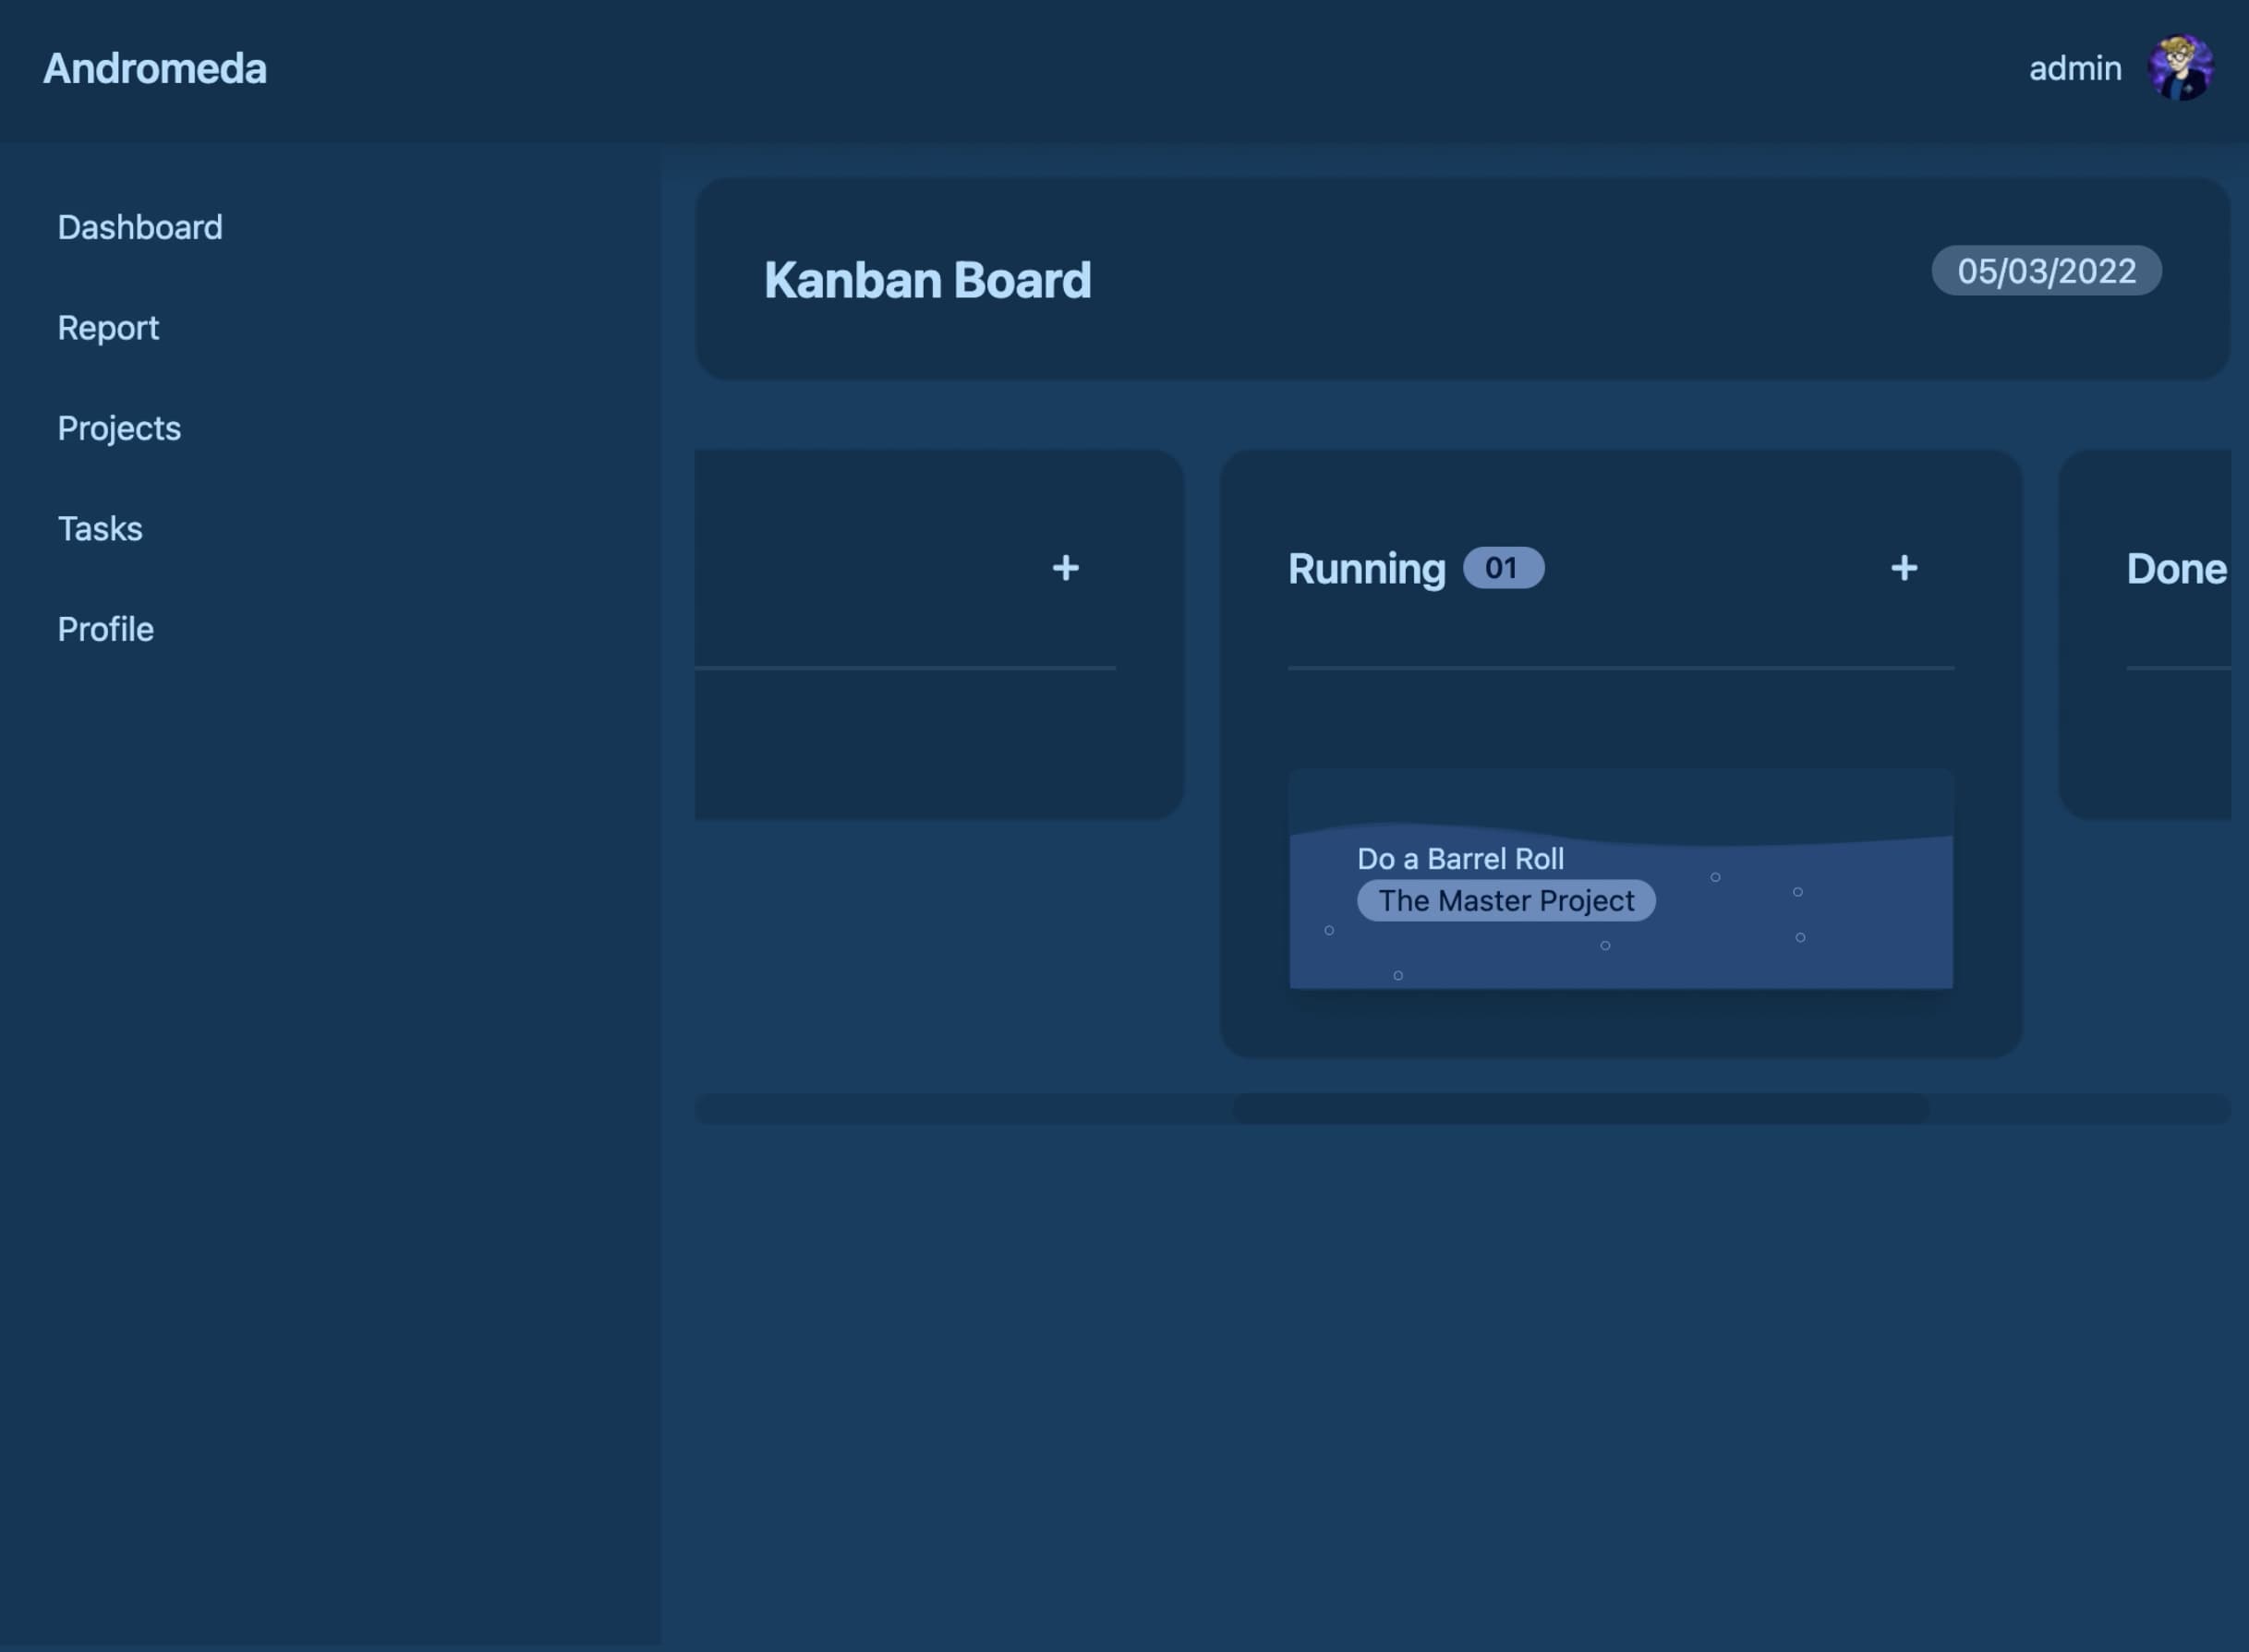 Andromeda
admin
Dashboard
Report
Projects
Tasks
Profile
Kanban Board
05/03/2022
+
Running 01 +
Done
Do a Barrel Roll
The Master Project